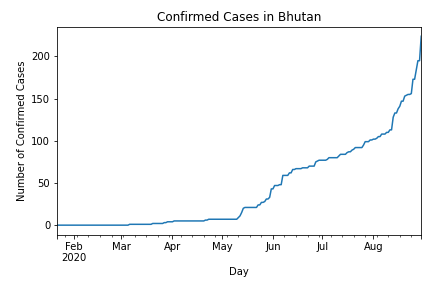 Confirmed Cases in Bhutan
Number of Confirmed Cases
200
150
100
50
0
Feb Mar Apr May Jun Jul Aug
2020
Day